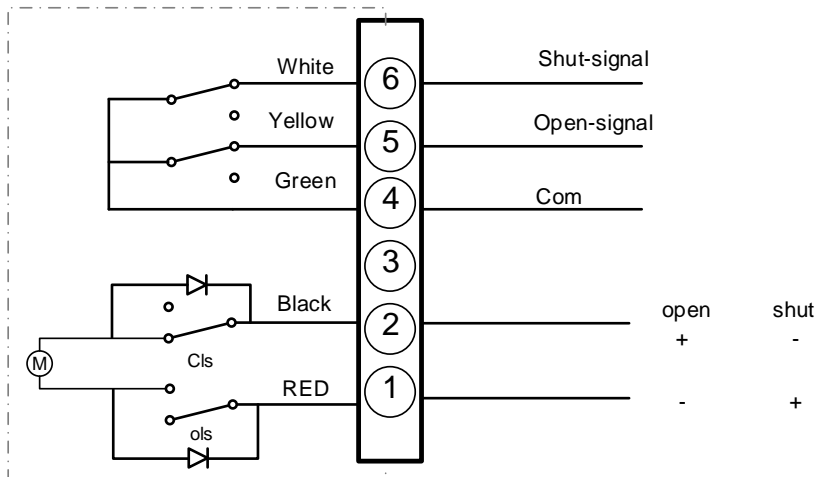 White 6 Shut-signal
Yellow 5 Open-signal
Green 4 Com
3
Black 2 open shut
+ -
Cls
M
RED 1 - +
ols